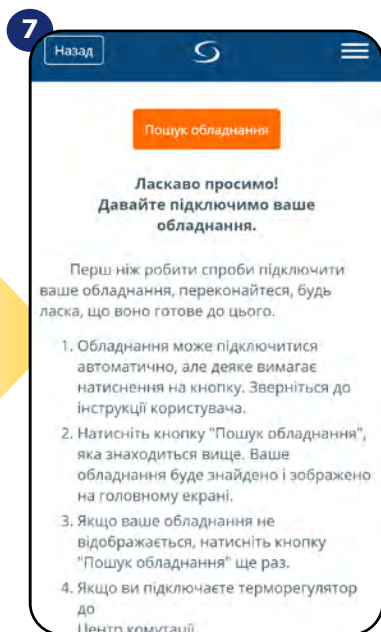 7
Назад
Пошук обладнання
Ласкаво просимо!
Давайте підключимо ваше
обладнання.
Перш ніж робити спроби підключити
ваше обладнання, переконайтеся, будь
ласка, що воно готове до цього.
1. Обладнання може підключитися
автоматично, але деяке вимагає
натиснення на кнопку. Зверніться до
інструкції користувача.
2. Натисніть кнопку "Пошук обладнання",
яка знаходиться вище. Ваше
обладнання буде знайдено і зображено
на головному екрані.
3. Якщо ваше обладнання не
відображається, натисніть кнопку
"Пошук обладнання" ще раз.
4. Якщо ви підключаєте терморегулятор
до
Центр комутації